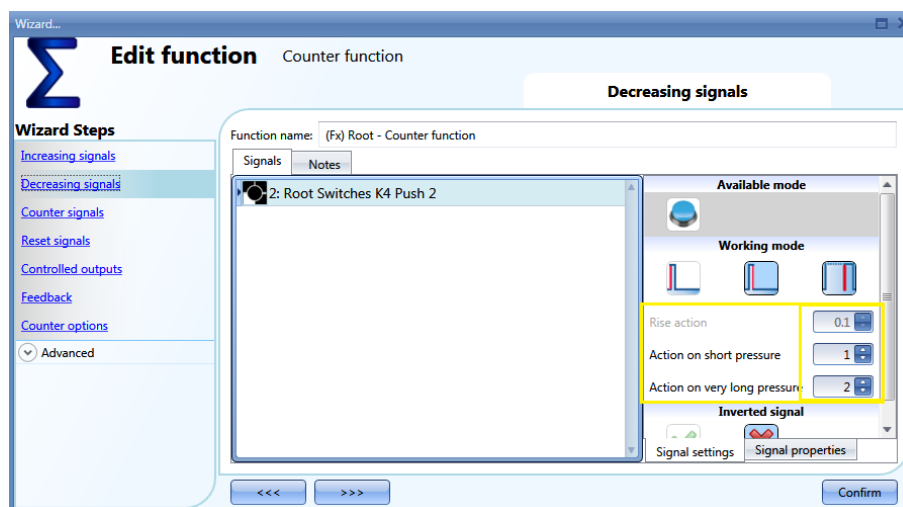 Wizard...
Edit function Counter function
Decreasing signals
Wizard Steps
Increasing signals
Decreasing signals
Counter signals
Reset signals
Controlled outputs
Feedback
Counter options
Advanced
Function name: (Fx) Root - Counter function
Signals Notes
2: Root Switches K4 Push 2
Available mode
Working mode
Rise action 0.1
Action on short pressure 1
Action on very long pressure 2
Inverted signal
Signal settings Signal properties
<<< >>> Confirm